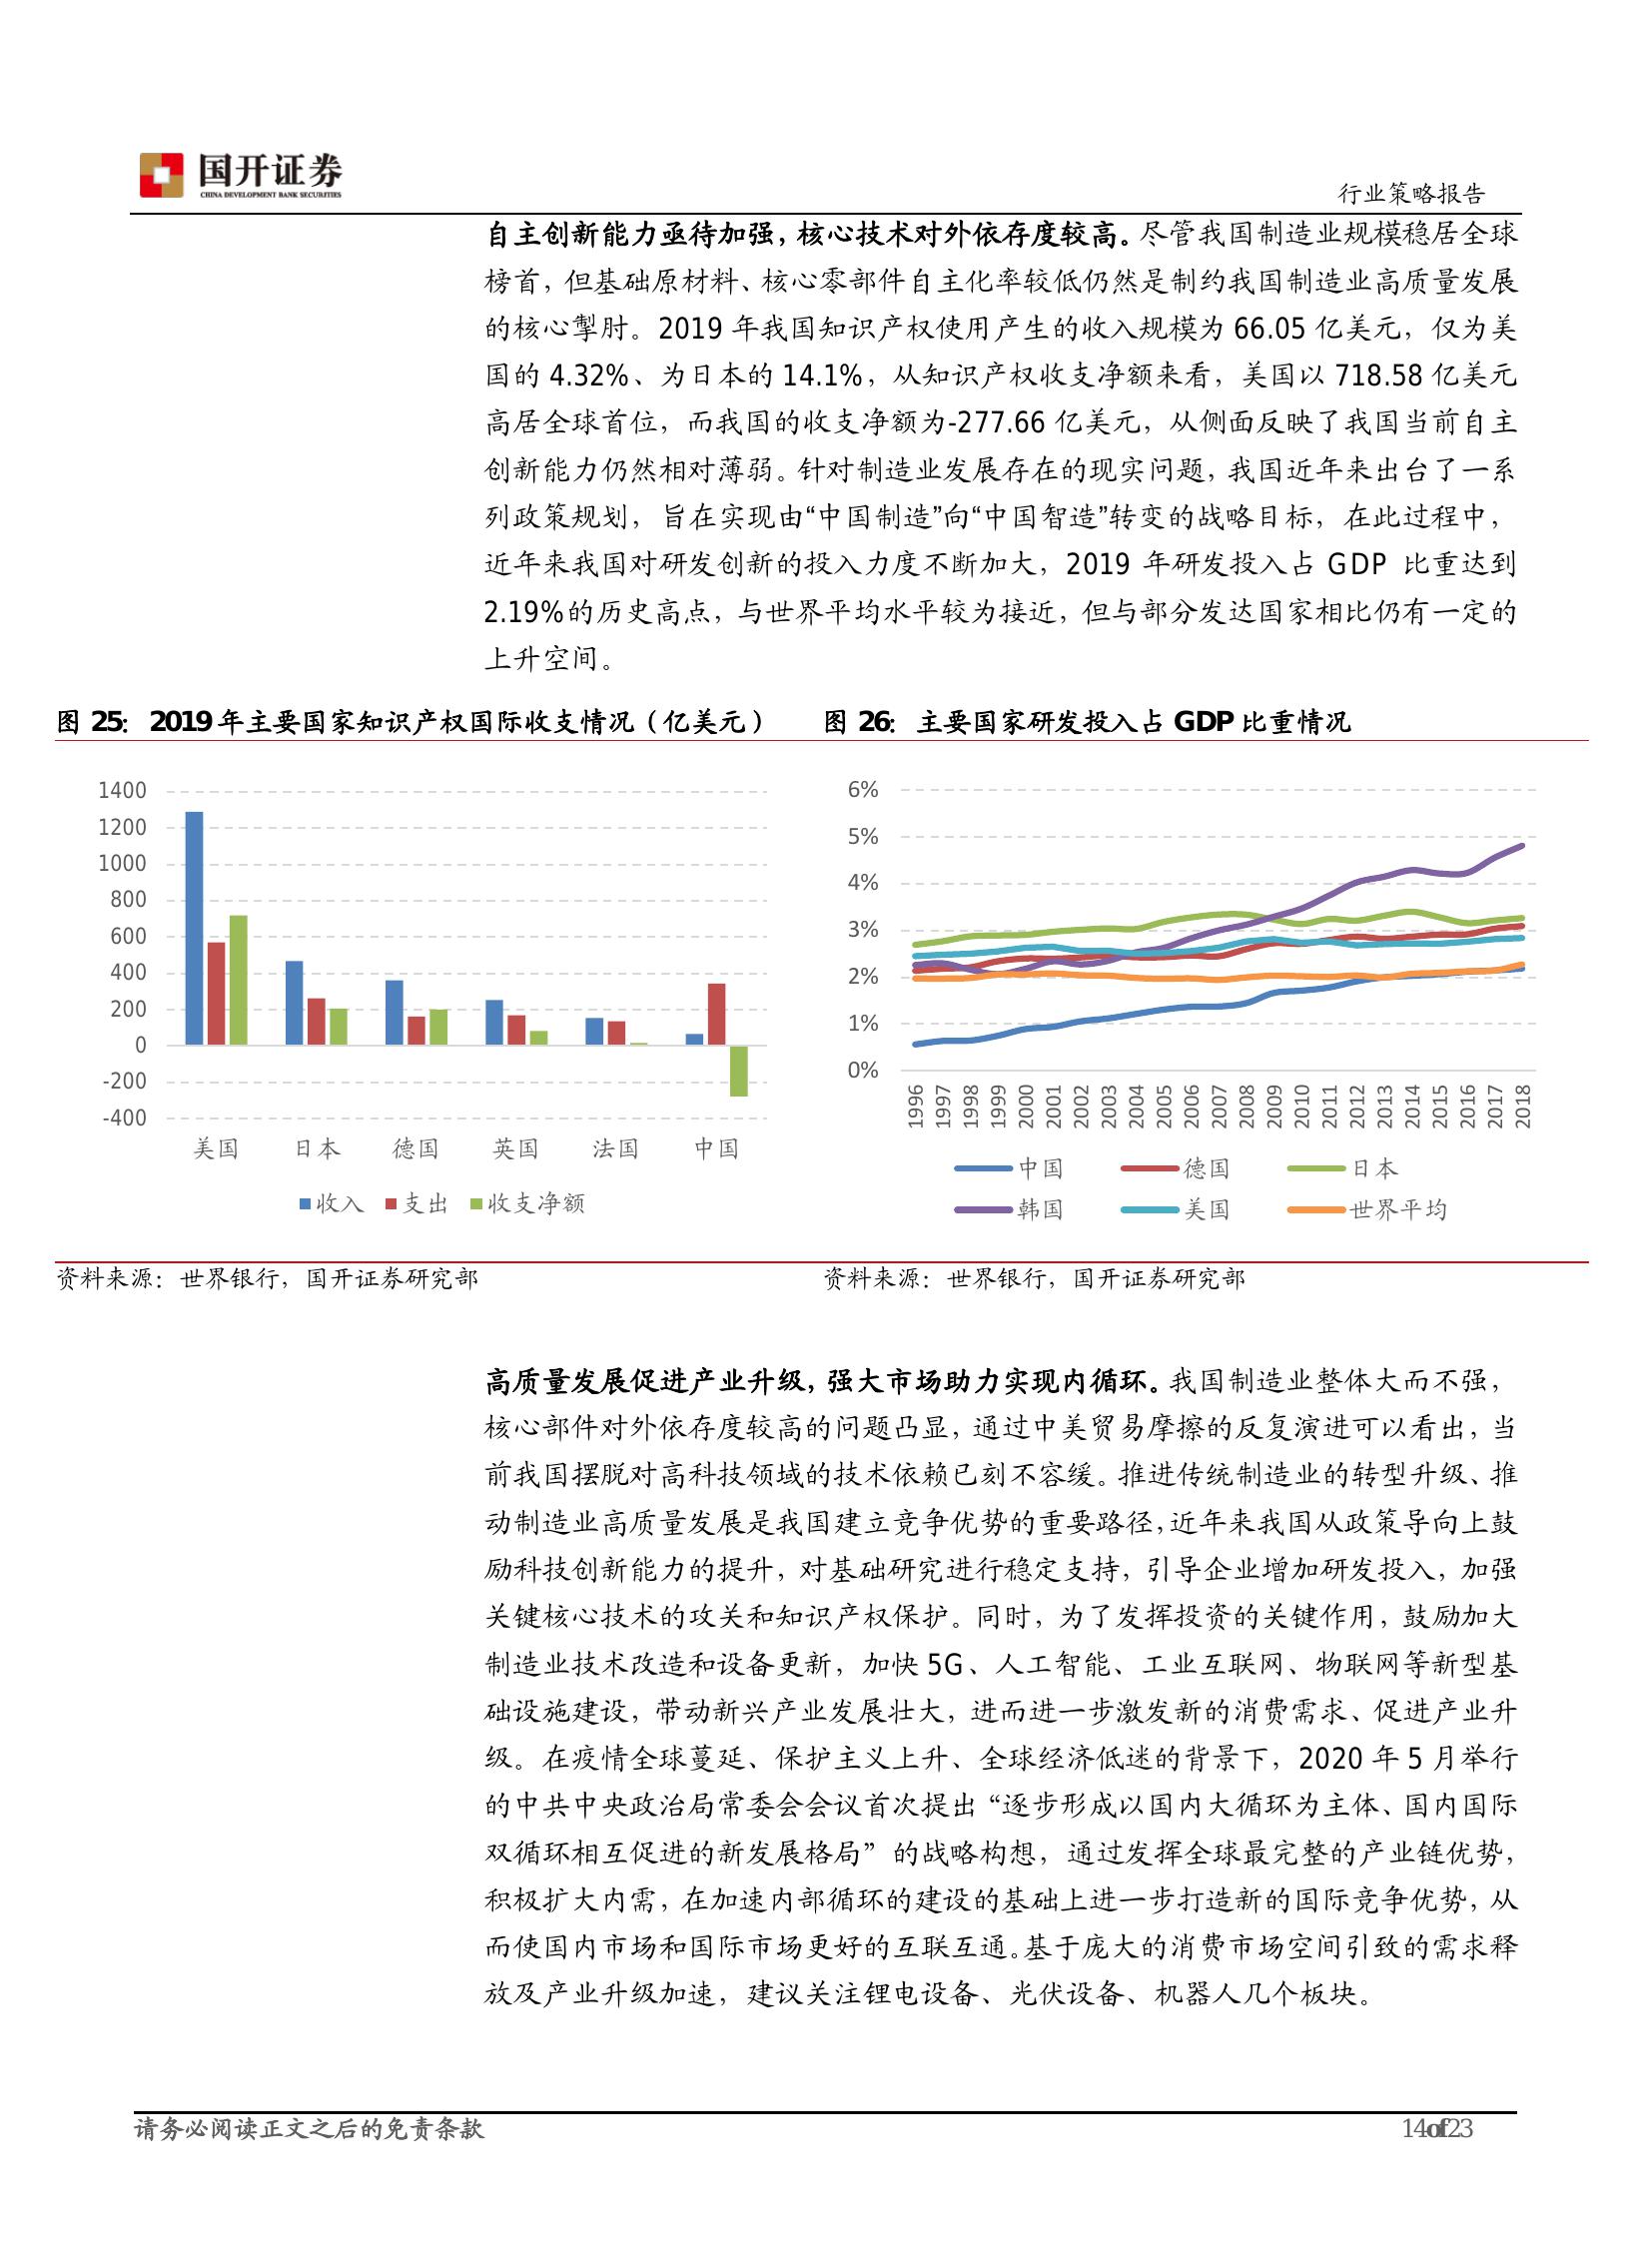 国开证券
CHINA DEVELOPMENT BANK SECURITIES
行业策略报告
自主创新能力亟待加强，核心技术对外依存度较高。尽管我国制造业规模稳居全球
榜首，但基础原材料、核心零部件自主化率较低仍然是制约我国制造业高质量发展
的核心掣肘。2019 年我国知识产权使用产生的收入规模为 66.05 亿美元，仅为美
国的 4.32%、为日本的 14.1%，从知识产权收支净额来看，美国以 718.58 亿美元
高居全球首位，而我国的收支净额为-277.66 亿美元，从侧面反映了我国当前自主
创新能力仍然相对薄弱。针对制造业发展存在的现实问题，我国近年来出台了一系
列政策规划，旨在实现由“中国制造”向“中国智造”转变的战略目标，在此过程中，
近年来我国对研发创新的投入力度不断加大，2019 年研发投入占 GDP 比重达到
2.19%的历史高点，与世界平均水平较为接近，但与部分发达国家相比仍有一定的
上升空间。
图 25： 2019 年主要国家知识产权国际收支情况（亿美元）
1400
1200
1000
800
600
400
200
0
-200
-400
美国 日本 德国 英国 法国 中国
收入 支出 收支净额
资料来源：世界银行，国开证券研究部
图 26： 主要国家研发投入占 GDP 比重情况
6%
5%
4%
3%
2%
1%
0%
1996 1997 1998 1999 2000 2001 2002 2003 2004 2005 2006 2007 2008 2009 2010 2011 2012 2013 2014 2015 2016 2017 2018
中国 德国 日本
韩国 美国 世界平均
资料来源：世界银行，国开证券研究部
高质量发展促进产业升级，强大市场助力实现内循环。我国制造业整体大而不强，
核心部件对外依存度较高的问题凸显，通过中美贸易摩擦的反复演进可以看出，当
前我国摆脱对高科技领域的技术依赖已刻不容缓。推进传统制造业的转型升级、推
动制造业高质量发展是我国建立竞争优势的重要路径，近年来我国从政策导向上鼓
励科技创新能力的提升，对基础研究进行稳定支持，引导企业增加研发投入，加强
关键核心技术的攻关和知识产权保护。同时，为了发挥投资的关键作用，鼓励加大
制造业技术改造和设备更新，加快 5G、人工智能、工业互联网、物联网等新型基
础设施建设，带动新兴产业发展壮大，进而进一步激发新的消费需求、促进产业升
级。在疫情全球蔓延、保护主义上升、全球经济低迷的背景下，2020 年 5 月举行
的中共中央政治局常委会会议首次提出“逐步形成以国内大循环为主体、国内国际
双循环相互促进的新发展格局”的战略构想，通过发挥全球最完整的产业链优势，
积极扩大内需，在加速内部循环的建设的基础上进一步打造新的国际竞争优势，从
而使国内市场和国际市场更好的互联互通。基于庞大的消费市场空间引致的需求释
放及产业升级加速，建议关注锂电设备、光伏设备、机器人几个板块。
请务必阅读正文之后的免责条款
14of23